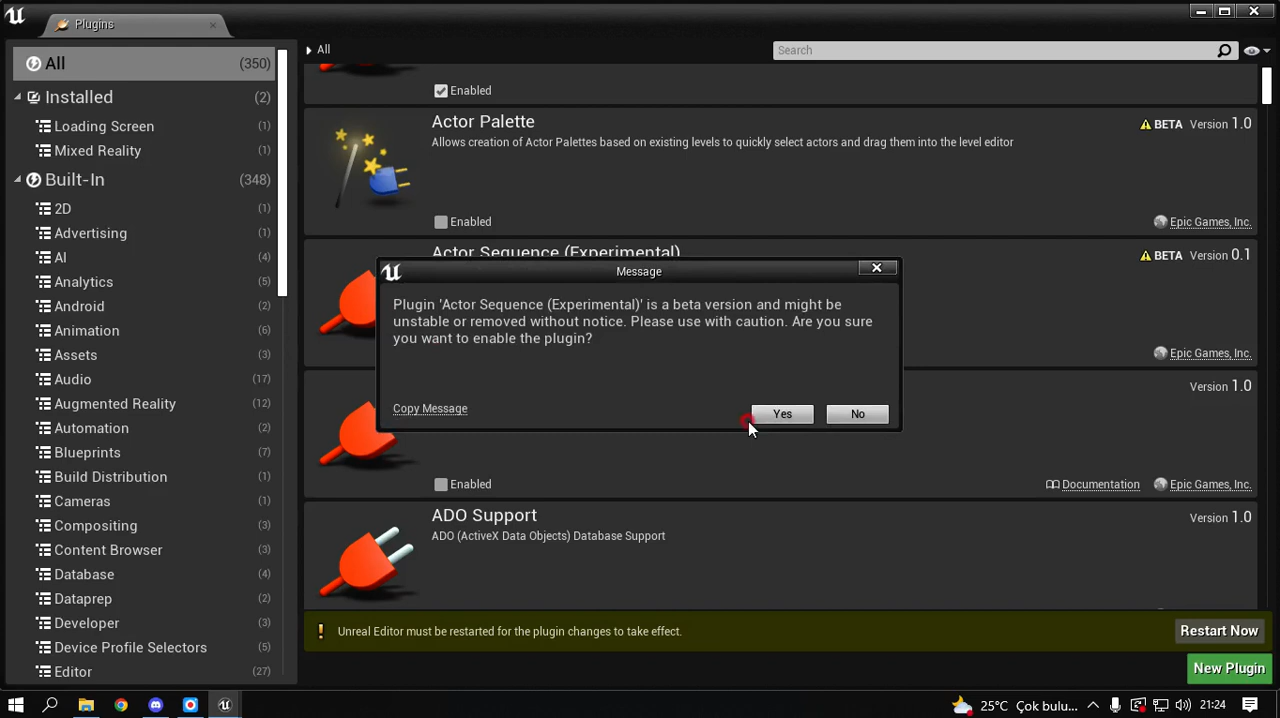 Plugins
All (350)
Installed (2)
Loading Screen (1)
Mixed Reality (1)
Built-In (348)
2D (1)
Advertising (1)
AI (4)
Analytics (5)
Android (2)
Animation (6)
Assets (3)
Audio (17)
Augmented Reality (12)
Automation (2)
Blueprints (2)
Build Distribution (1)
Cameras (1)
Compositing (3)
Content Browser (3)
Database (4)
Dataprep (2)
Developer (3)
Device Profile Selectors (5)
Editor (27)
All
Search
Enabled
Actor Palette
BETA Version 1.0
Allows creation of Actor Palettes based on existing levels to quickly select actors and drag them into the level editor
Enabled
Epic Games, Inc.
Actor Sequence (Experimental)
BETA Version 0.1
Epic Games, Inc.
Message
Plugin 'Actor Sequence (Experimental)' is a beta version and might be
unstable or removed without notice. Please use with caution. Are you sure
you want to enable the plugin?
Copy Message
Yes
No
Version 1.0
Enabled
Documentation
Epic Games, Inc.
ADO Support
Version 1.0
ADO (ActiveX Data Objects) Database Support
Unreal Editor must be restarted for the plugin changes to take effect.
Restart Now
New Plugin
25°C Çok bulu...
21:24